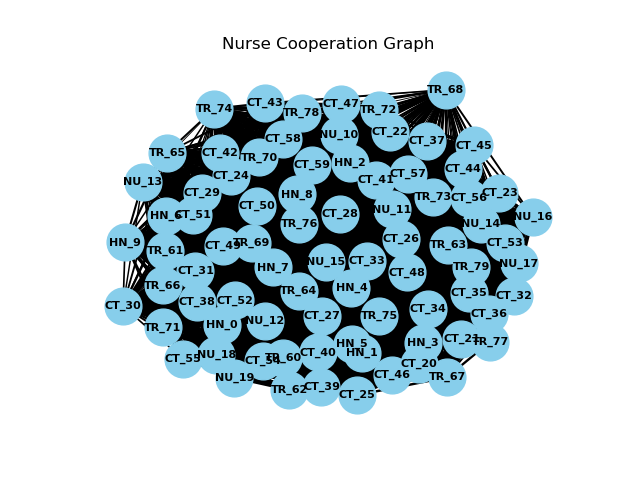 Nurse Cooperation Graph
TR_68
CT_43
CT_47
TR_74
TR_72
TR_78
CT_22
NU_10
CT_58
CT_37
CT_45
TR_65
CT_42
TR_70
HN_2
CT_59
CT_44
CT_57
CT_24
CT_41
NU_13
CT_29
CT_23
HN_8
TR_73
CT_56
CT_50
NU_11
CT_28
CT_51
NU_16
TR_76
NU_14
CT_26
HN_9
TR_69
CT_53
TR_63
TR_61
NU_15
CT_33
NU_17
HN_7
TR_79
CT_31
CT_48
TR_66
HN_4
TR_64
CT_35
CT_32
CT_38
CT_52
CT_30
CT_34
CT_36
CT_27
TR_75
NU_12
HN_0
TR_71
TR_77
HN_3
HN_5
HN_1
CT_40
NU_18
CT_55
TR_60
CT_20
CT_46
TR_67
NU_19
CT_39
TR_62
CT_25